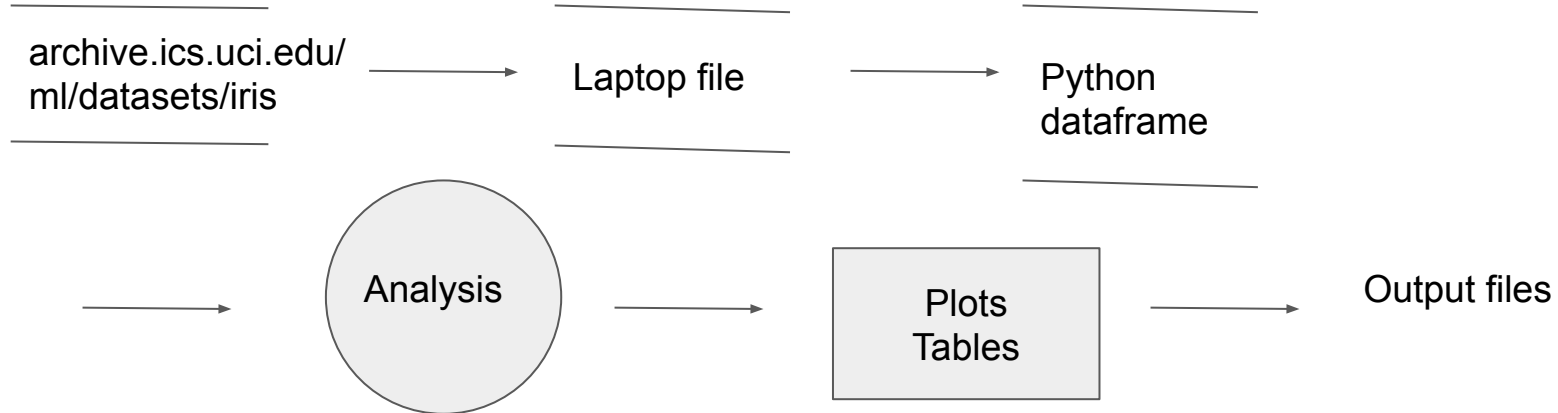 archive.ics.uci.edu/
ml/datasets/iris
Laptop file
Python
dataframe
Analysis
Plots
Tables
Output files